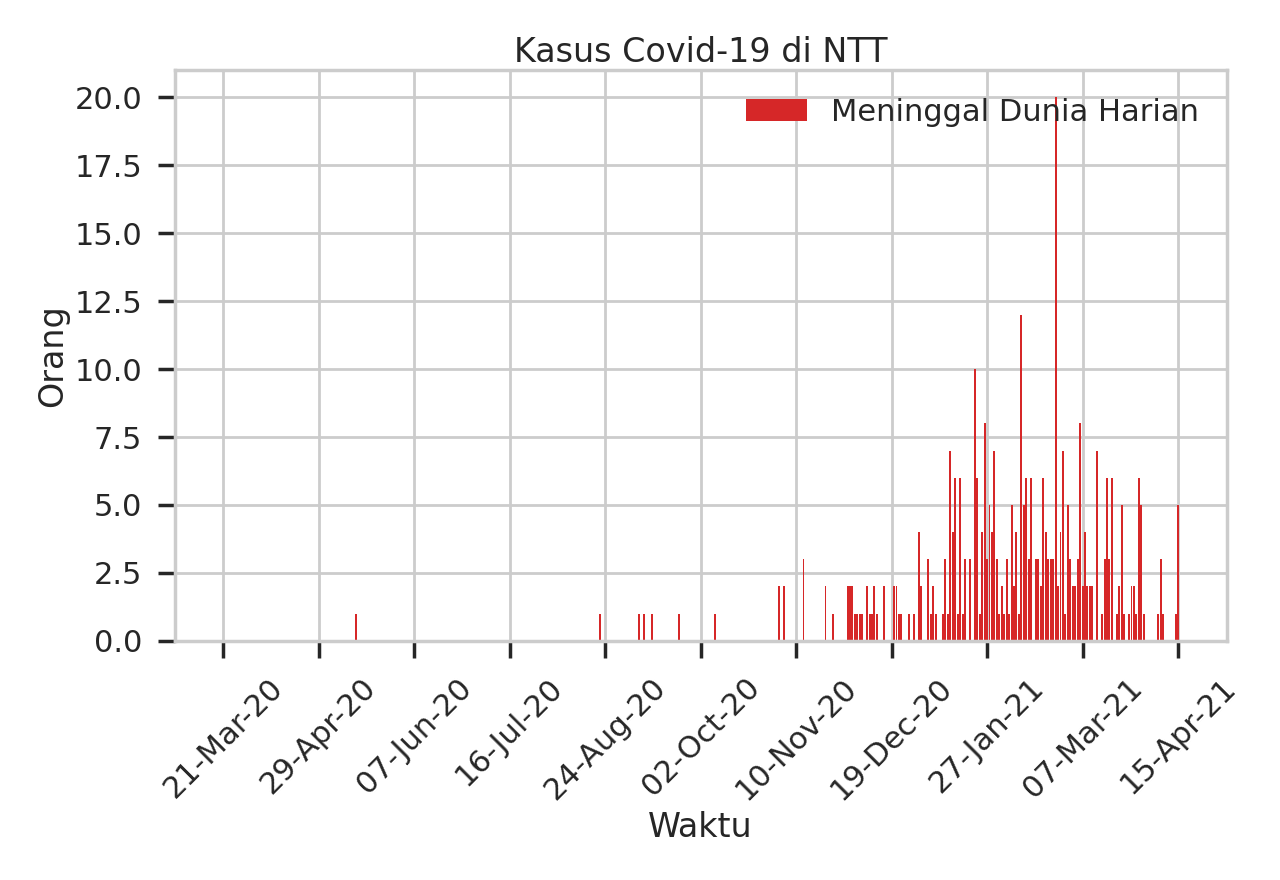 Kasus Covid-19 di NTT
Meninggal Dunia Harian
Orang
20.0
17.5
15.0
12.5
10.0
7.5
5.0
2.5
0.0
21-Mar-20
29-Apr-20
07-Jun-20
16-Jul-20
24-Aug-20
02-Oct-20
10-Nov-20
19-Dec-20
27-Jan-21
07-Mar-21
15-Apr-21
Waktu